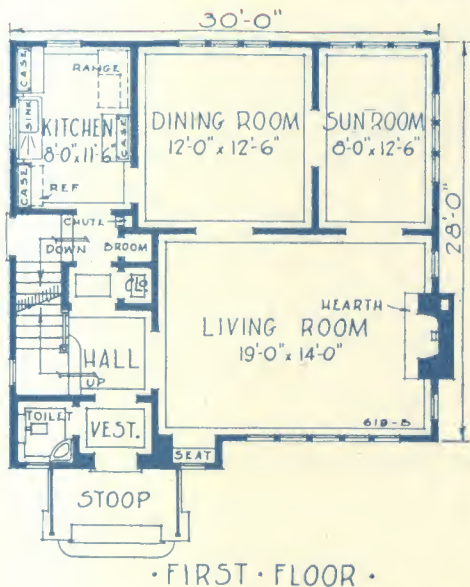 30'-0"
CASE
RANGE
SINK
KITCHEN
8'-0" x 11'-6"
CASE
CASE
REF
DINING ROOM
12'-0" x 12'-6"
SUN ROOM
8'-0" x 12'-6"
28'-0"
CHUTE
DOWN
BROOM
CLO
LIVING ROOM
19'-0" x 14'-0"
HEARTH
HALL
UP
TOILET
VEST.
SEAT
619-B
STOOP
• FIRST • FLOOR •